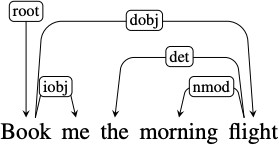 root
dobj
det
iobj
nmod
Book me the morning flight